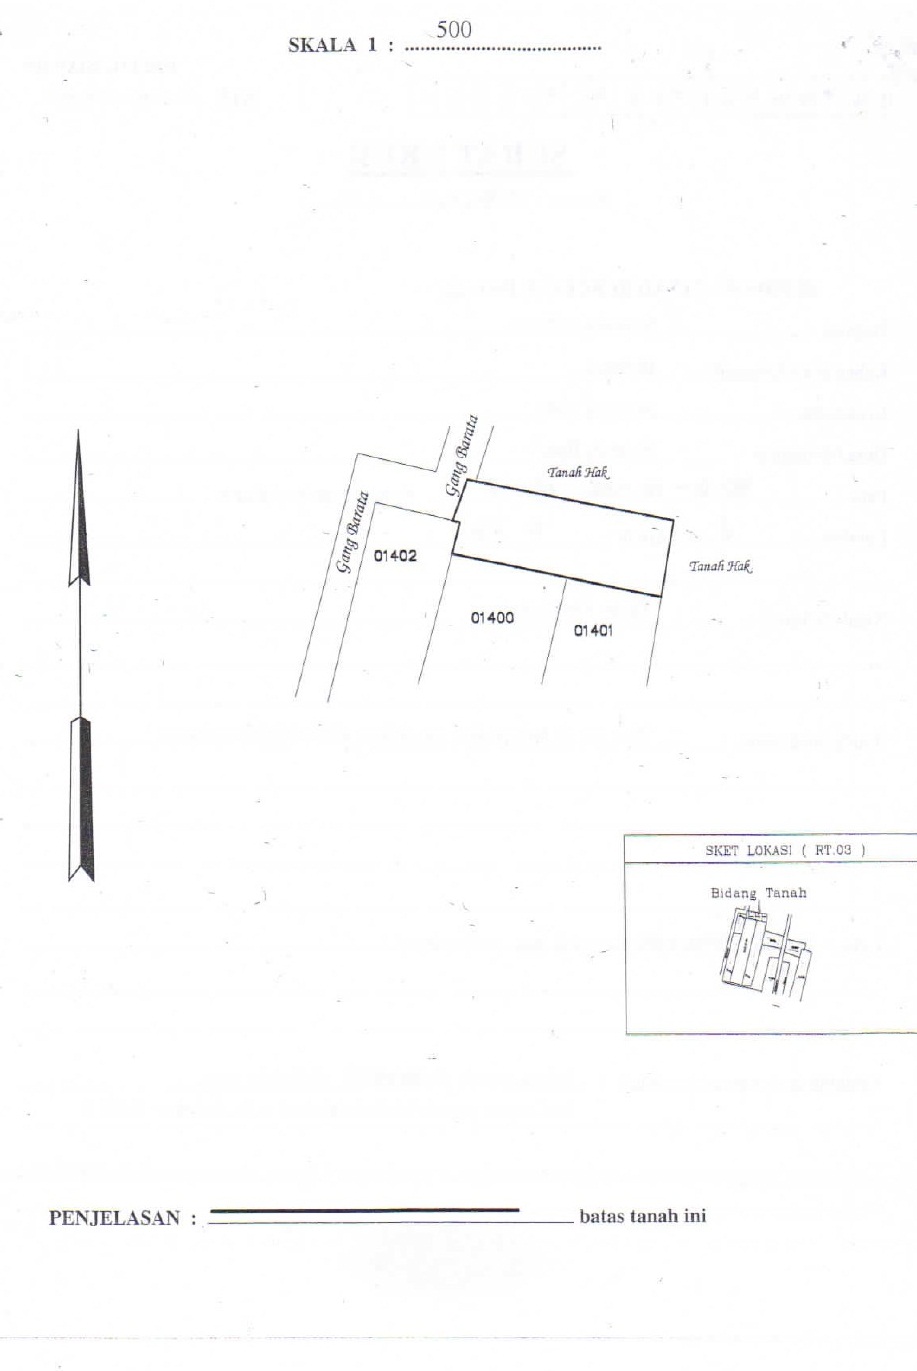 500
SKALA 1 : ......................................
Gang Barata
Tanah Hak
Gang Barata
01402
Tanah Hak
01400
01401
SKET LOKASI ( RT.03 )
Bidang Tanah
PENJELASAN : batas tanah ini